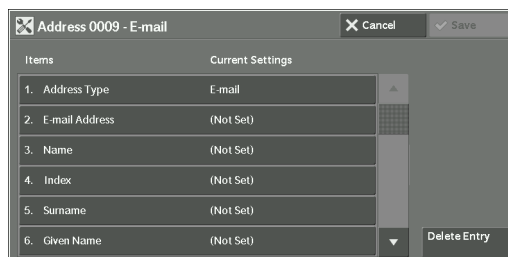 Address 0009 - E-mail
Cancel
Save
Items Current Settings
1. Address Type E-mail
2. E-mail Address (Not Set)
3. Name (Not Set)
4. Index (Not Set)
5. Surname (Not Set)
6. Given Name (Not Set)
Delete Entry